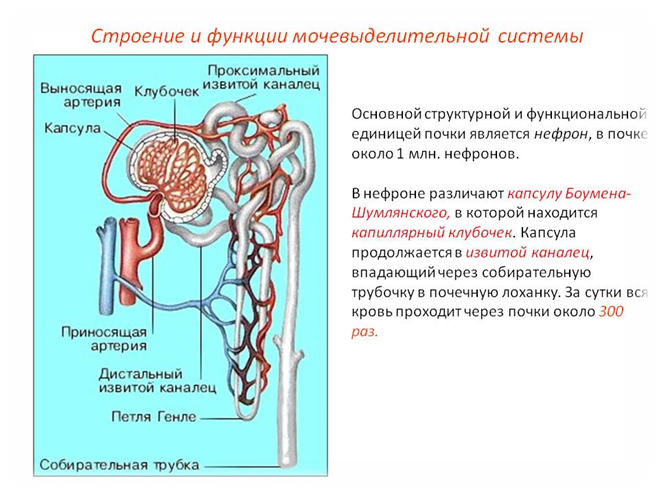 Строение и функции мочевыделительной системы
Проксимальный
извитой каналец
Выносящая
артерия
Клубочек
Капсула
Приносящая
артерия
Дистальный
извитой каналец
Петля Генле
Собирательная трубка
Основной структурной и функциональной
единицей почки является нефрон, в почке
около 1 млн. нефронов.
В нефроне различают капсулу Боумена-
Шумлянского, в которой находится
капиллярный клубочек. Капсула
продолжается в извитой каналец,
впадающий через собирательную
трубочку в почечную лоханку. За сутки вся
кровь проходит через почки около 300
раз.